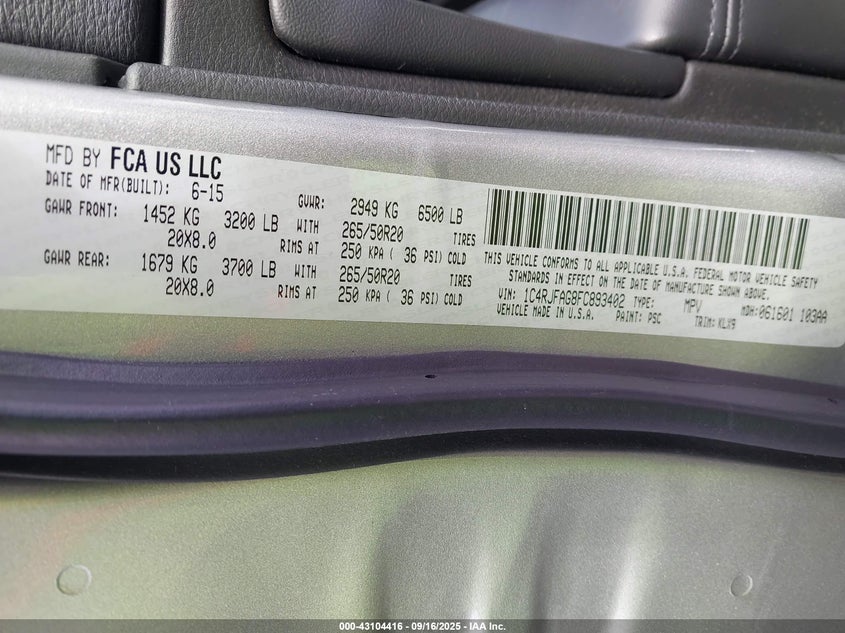 MFD BY FCA US LLC
DATE OF MFR(BUILT): 6-15
GVWR: 2949 KG 6500 LB
GAWR FRONT: 1452 KG 3200 LB WITH 265/50R20 TIRES
20X8.0 RIMS AT 250 KPA ( 36 PSI) COLD
GAWR REAR: 1679 KG 3700 LB WITH 265/50R20 TIRES
20X8.0 RIMS AT 250 KPA ( 36 PSI) COLD
THIS VEHICLE CONFORMS TO ALL APPLICABLE U.S.A. FEDERAL MOTOR VEHICLE SAFETY
STANDARDS IN EFFECT ON THE DATE OF MANUFACTURE SHOWN ABOVE.
VIN: 1C4RJFAG8FC893402 TYPE: MPV MDH: 061601 103AA
VEHICLE MADE IN U.S.A. PAINT: PSC TRIM: KLX9
000-43104416 - 09/16/2025 - IAA Inc.